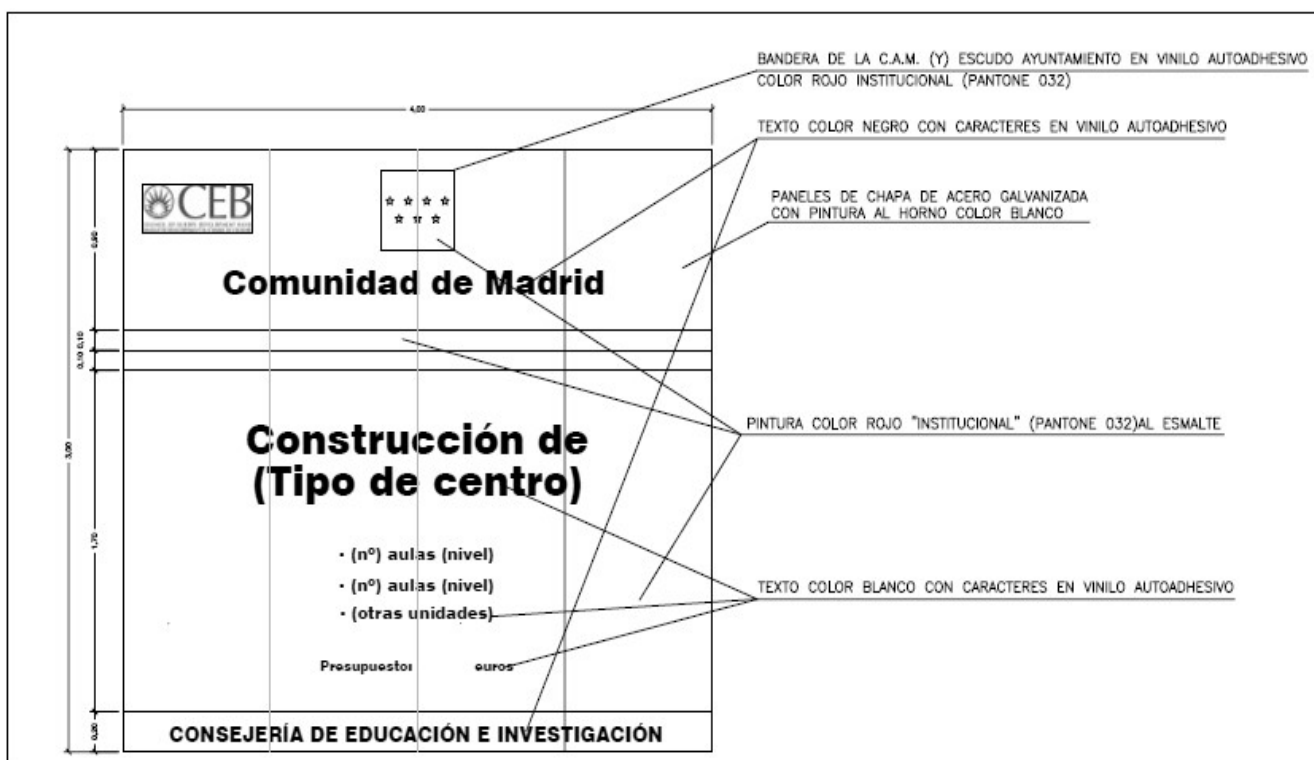 BANDERA DE LA C.A.M. (Y) ESCUDO AYUNTAMIENTO EN VINILO AUTOADHESIVO
COLOR ROJO INSTITUCIONAL (PANTONE 032)
4,00
TEXTO COLOR NEGRO CON CARACTERES EN VINILO AUTOADHESIVO
CEB
PANELES DE CHAPA DE ACERO GALVANIZADA
CON PINTURA AL HORNO COLOR BLANCO
0,90
Comunidad de Madrid
0,10
0,10
Construcción de
(Tipo de centro)
PINTURA COLOR ROJO "INSTITUCIONAL" (PANTONE 032)AL ESMALTE
3,00
1,70
· (nº) aulas (nivel)
· (nº) aulas (nivel)
· (otras unidades)
TEXTO COLOR BLANCO CON CARACTERES EN VINILO AUTOADHESIVO
Presupuesto: euros
0,20
CONSEJERÍA DE EDUCACIÓN E INVESTIGACIÓN